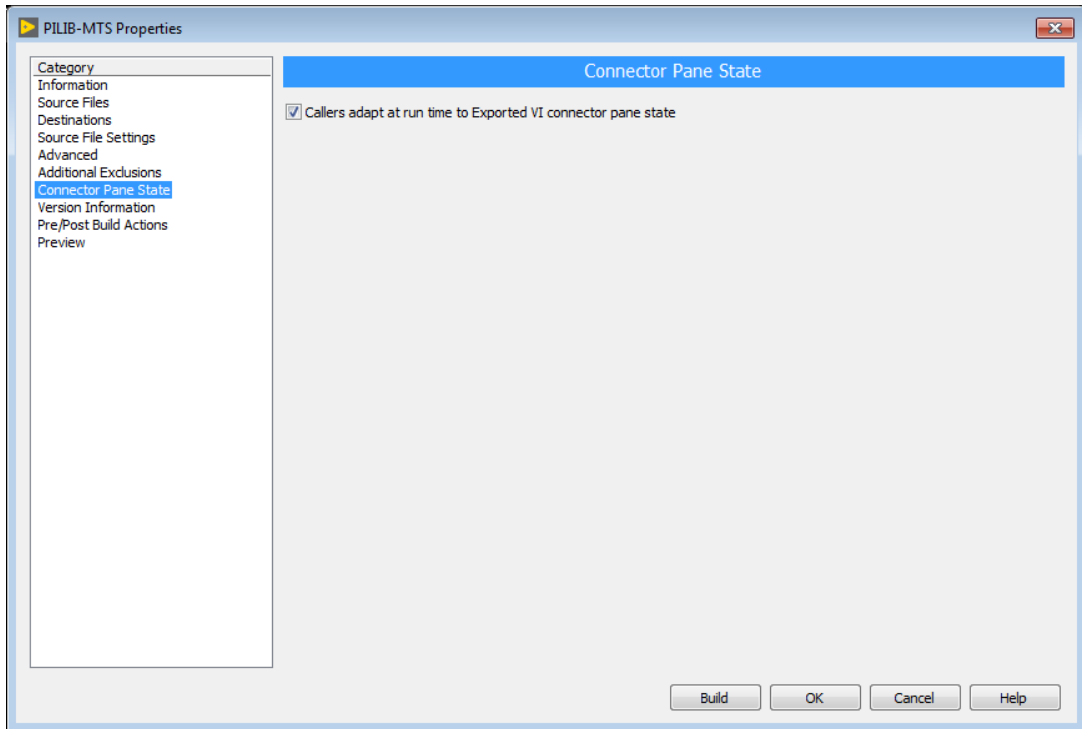 PILIB-MTS Properties
Category
Information
Source Files
Destinations
Source File Settings
Advanced
Additional Exclusions
Connector Pane State
Version Information
Pre/Post Build Actions
Preview
Connector Pane State
Callers adapt at run time to Exported VI connector pane state
Build
OK
Cancel
Help